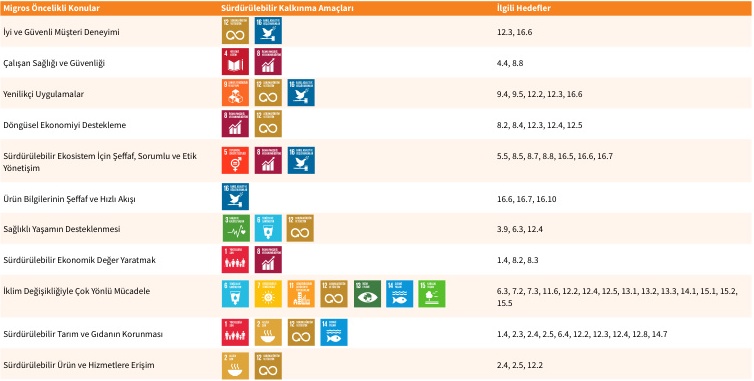 Migros Öncelikli Konular Sürdürülebilir Kalkınma Amaçları İlgili Hedefler
İyi ve Güvenli Müşteri Deneyimi 12 16 12.3, 16.6
Çalışan Sağlığı ve Güvenliği 4 8 4.4, 8.8
Yenilikçi Uygulamalar 9 12 16 9.4, 9.5, 12.2, 12.3, 16.6
Döngüsel Ekonomiyi Destekleme 8 12 8.2, 8.4, 12.3, 12.4, 12.5
Sürdürülebilir Ekosistem İçin Şeffaf, Sorumlu ve Etik 5 8 16 5.5, 8.5, 8.7, 8.8, 16.5, 16.6, 16.7
Yönetişim
Ürün Bilgilerinin Şeffaf ve Hızlı Akışı 16 16.6, 16.7, 16.10
Sağlıklı Yaşamın Desteklenmesi 3 6 12 3.9, 6.3, 12.4
Sürdürülebilir Ekonomik Değer Yaratmak 1 8 1.4, 8.2, 8.3
İklim Değişikliğiyle Çok Yönlü Mücadele 6 7 11 12 13 14 15 6.3, 7.2, 7.3, 11.6, 12.2, 12.4, 12.5, 13.1, 13.2, 13.3, 14.1, 15.1, 15.2,
15.5
Sürdürülebilir Tarım ve Gıdanın Korunması 1 2 12 14 1.4, 2.3, 2.4, 2.5, 6.4, 12.2, 12.3, 12.4, 12.8, 14.7
Sürdürülebilir Ürün ve Hizmetlere Erişim 2 12 2.4, 2.5, 12.2